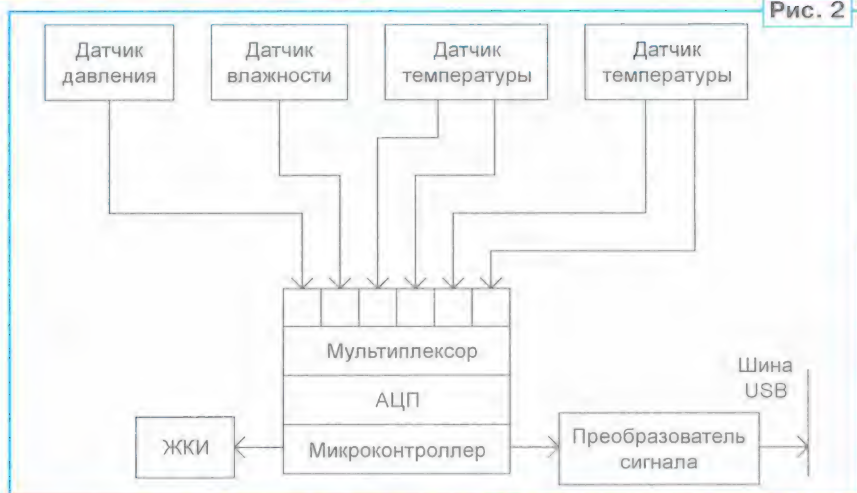 Рис. 2
Датчик
давления
Датчик
влажности
Датчик
температуры
Датчик
температуры
Мультиплексор
АЦП
Микроконтроллер
ЖКИ
Преобразователь
сигнала
Шина
USB